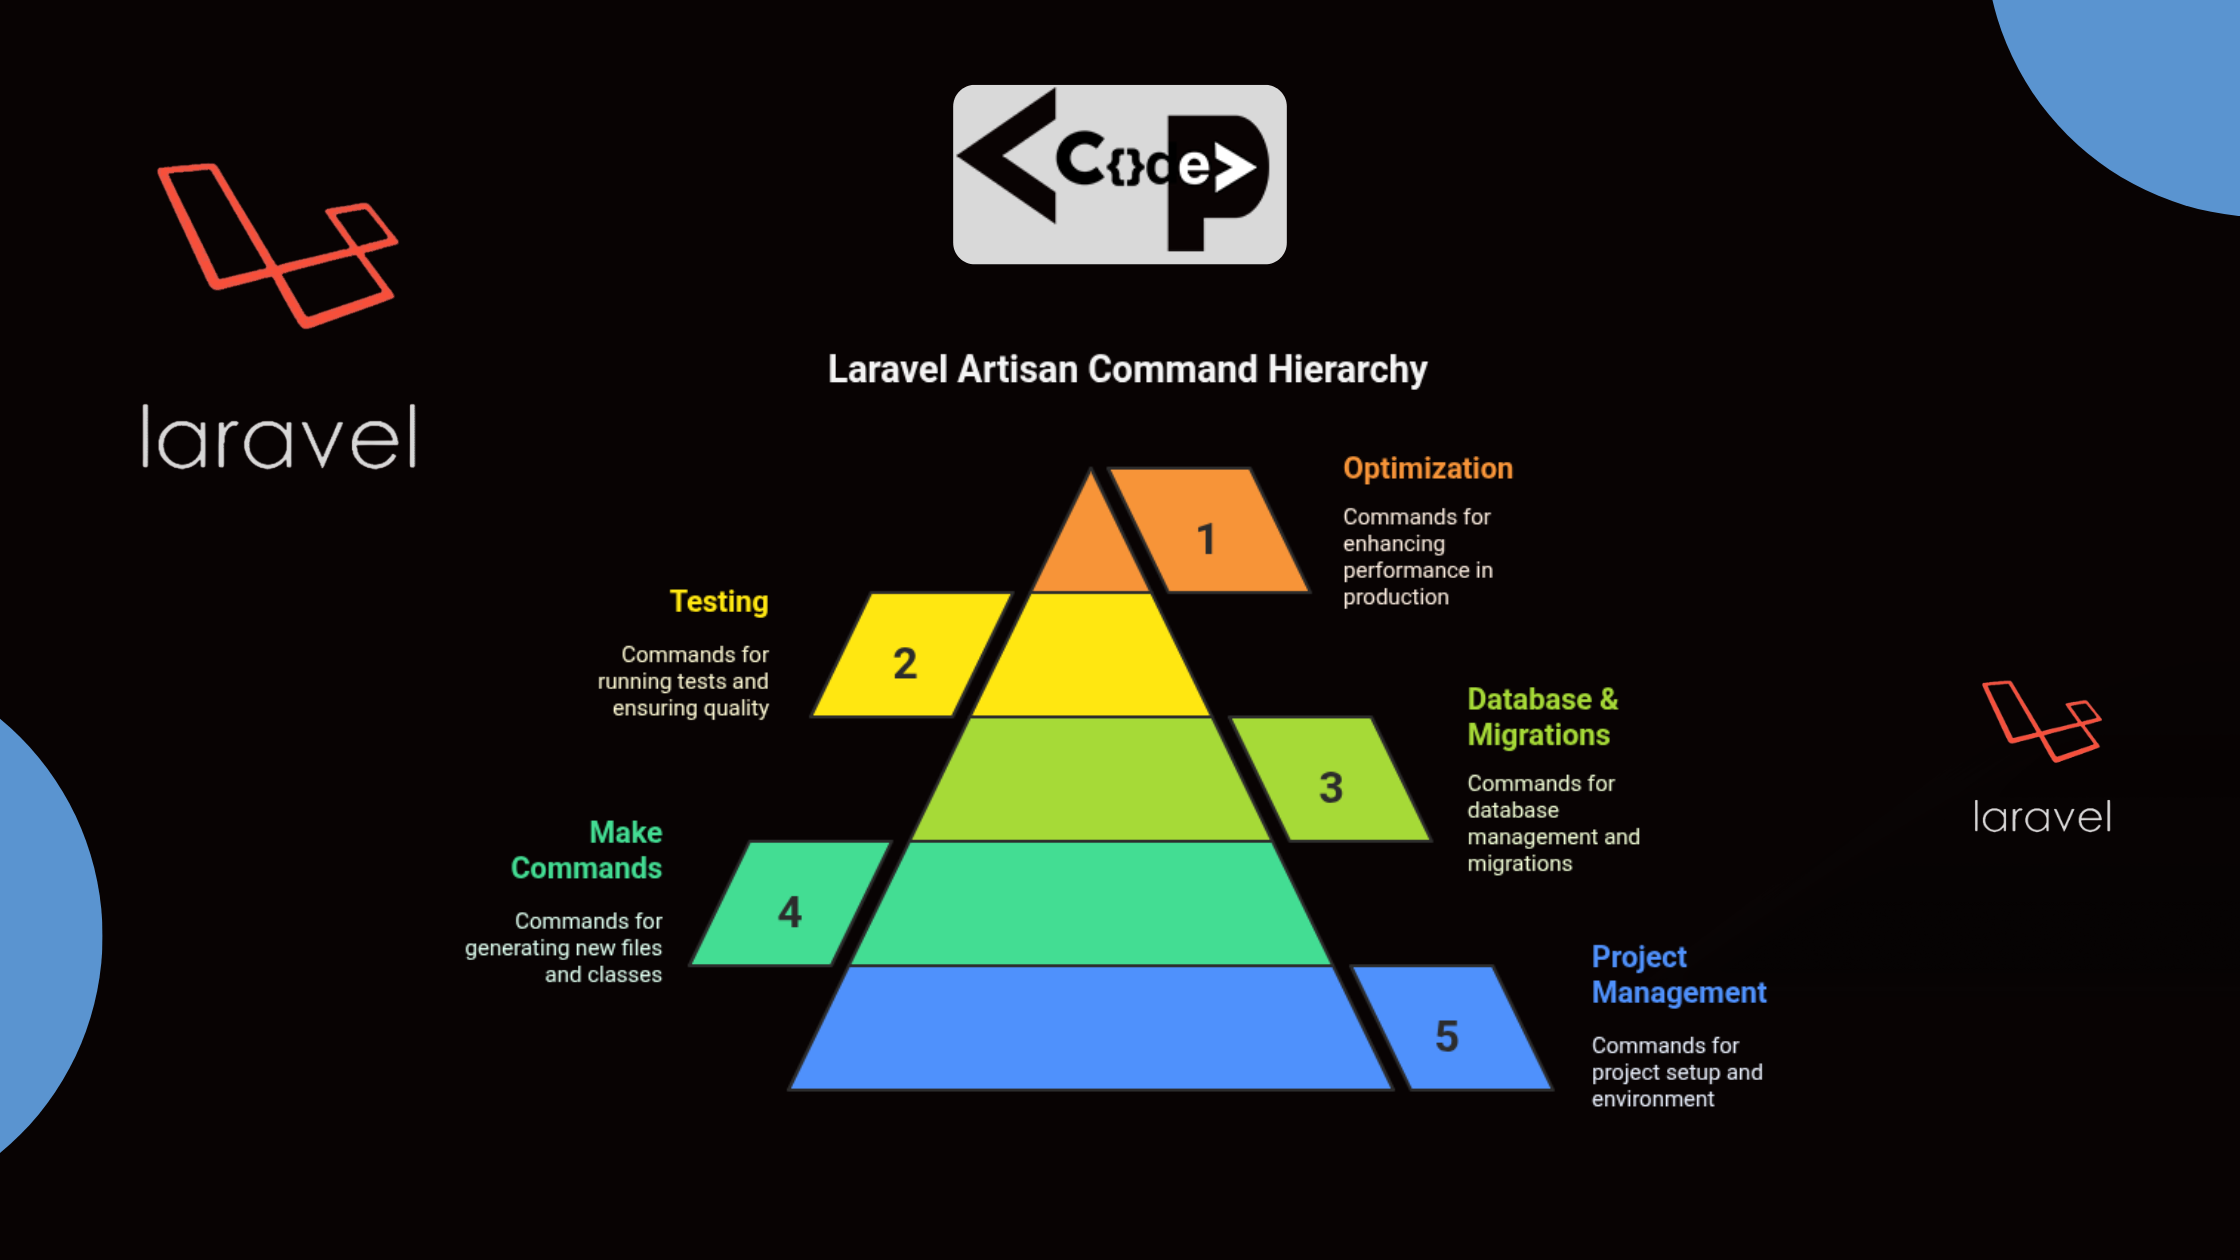 <C{}de>
P
laravel
Laravel Artisan Command Hierarchy
1
Optimization
Commands for
enhancing
performance in
production
Testing
Commands for
running tests and
ensuring quality
2
3
Database &
Migrations
Commands for
database
management and
migrations
laravel
Make
Commands
Commands for
generating new files
and classes
4
5
Project
Management
Commands for
project setup and
environment